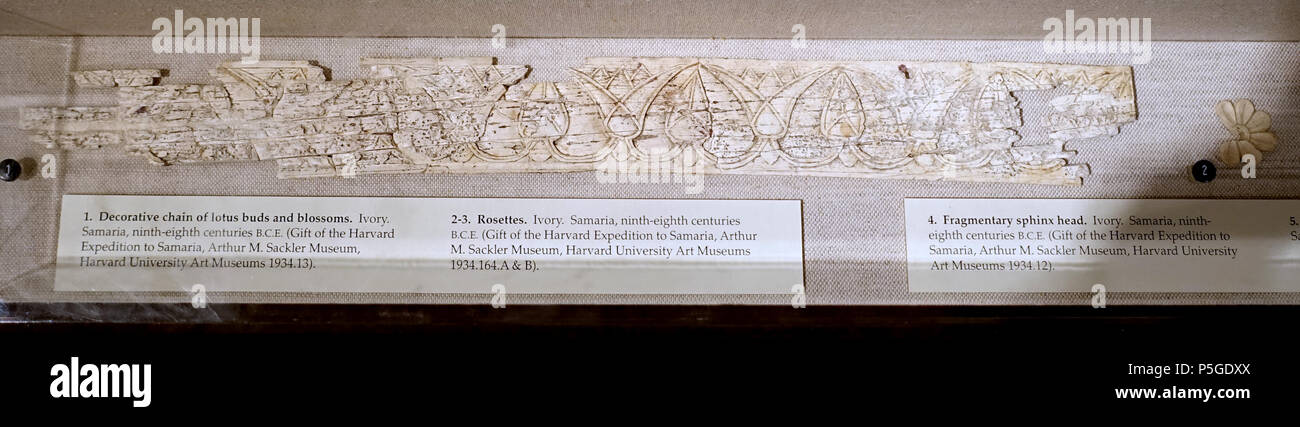 1
2
1. Decorative chain of lotus buds and blossoms. Ivory.
Samaria, ninth-eighth centuries B.C.E. (Gift of the Harvard
Expedition to Samaria, Arthur M. Sackler Museum,
Harvard University Art Museums 1934.13).
2-3. Rosettes. Ivory. Samaria, ninth-eighth centuries
B.C.E. (Gift of the Harvard Expedition to Samaria, Arthur
M. Sackler Museum, Harvard University Art Museums
1934.164.A & B).
4. Fragmentary sphinx head. Ivory. Samaria, ninth-
eighth centuries B.C.E. (Gift of the Harvard Expedition to
Samaria, Arthur M. Sackler Museum, Harvard University
Art Museums 1934.12).
5.
alamy
Image ID: P5GDXX
www.alamy.com